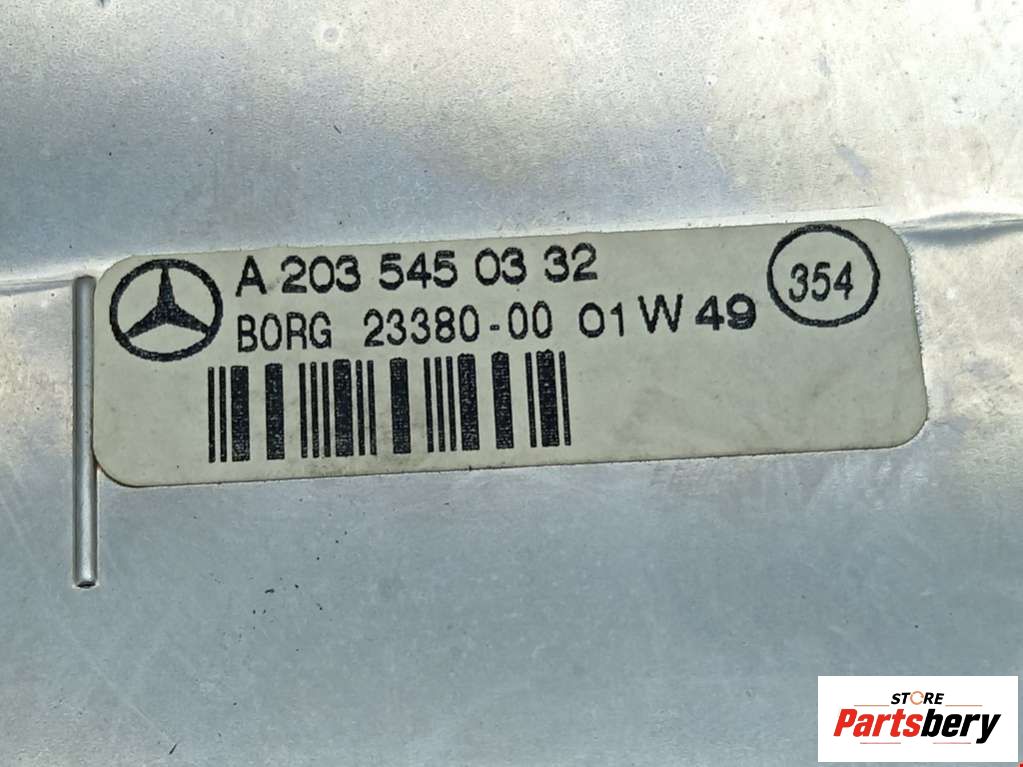 A 203 545 03 32
354
BORG 23380-00 01W49
STORE
Partsbery